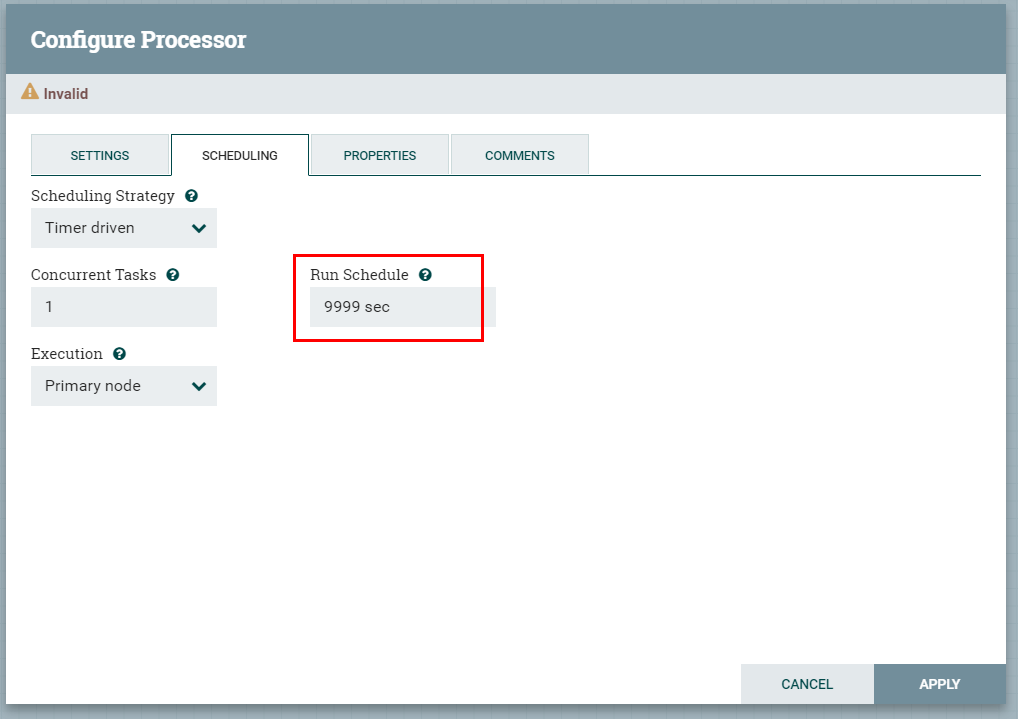 Configure Processor
Invalid
SETTINGS SCHEDULING PROPERTIES COMMENTS
Scheduling Strategy
Timer driven
Concurrent Tasks Run Schedule
1 9999 sec
Execution
Primary node
CANCEL APPLY